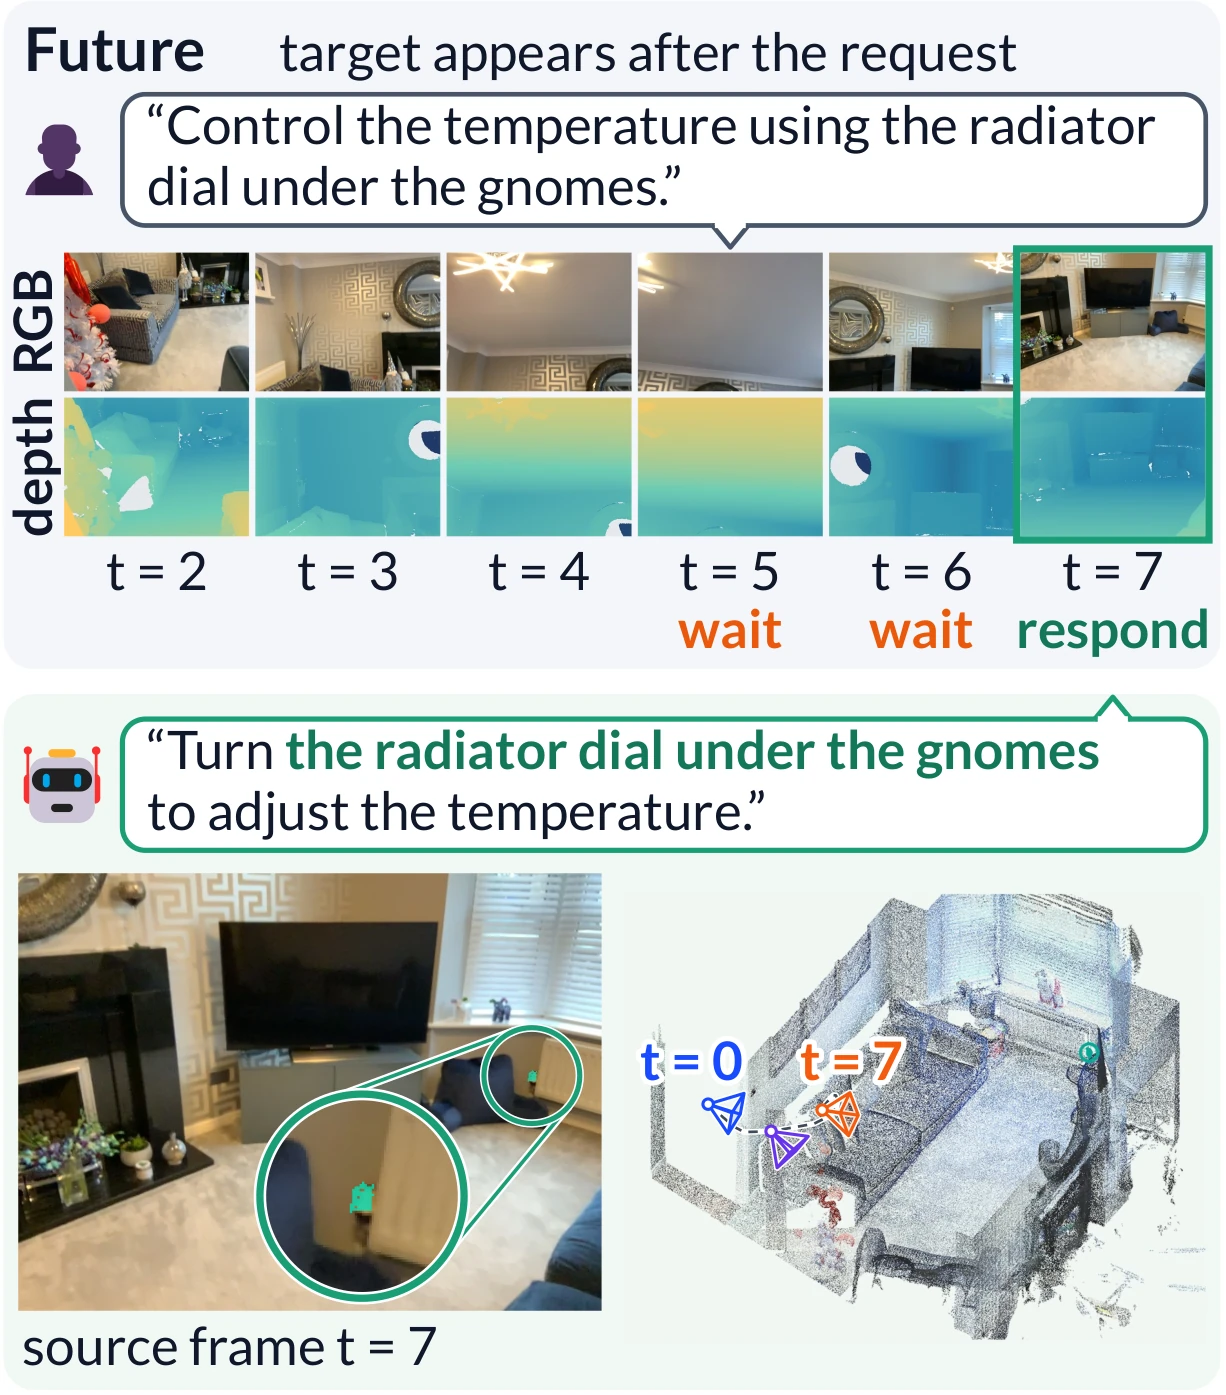 Future target appears after the request
“Control the temperature using the radiator
dial under the gnomes.”
RGB
depth
t = 2 t = 3 t = 4 t = 5 t = 6 t = 7
wait wait respond
“Turn the radiator dial under the gnomes
to adjust the temperature.”
t = 0 t = 7
source frame t = 7